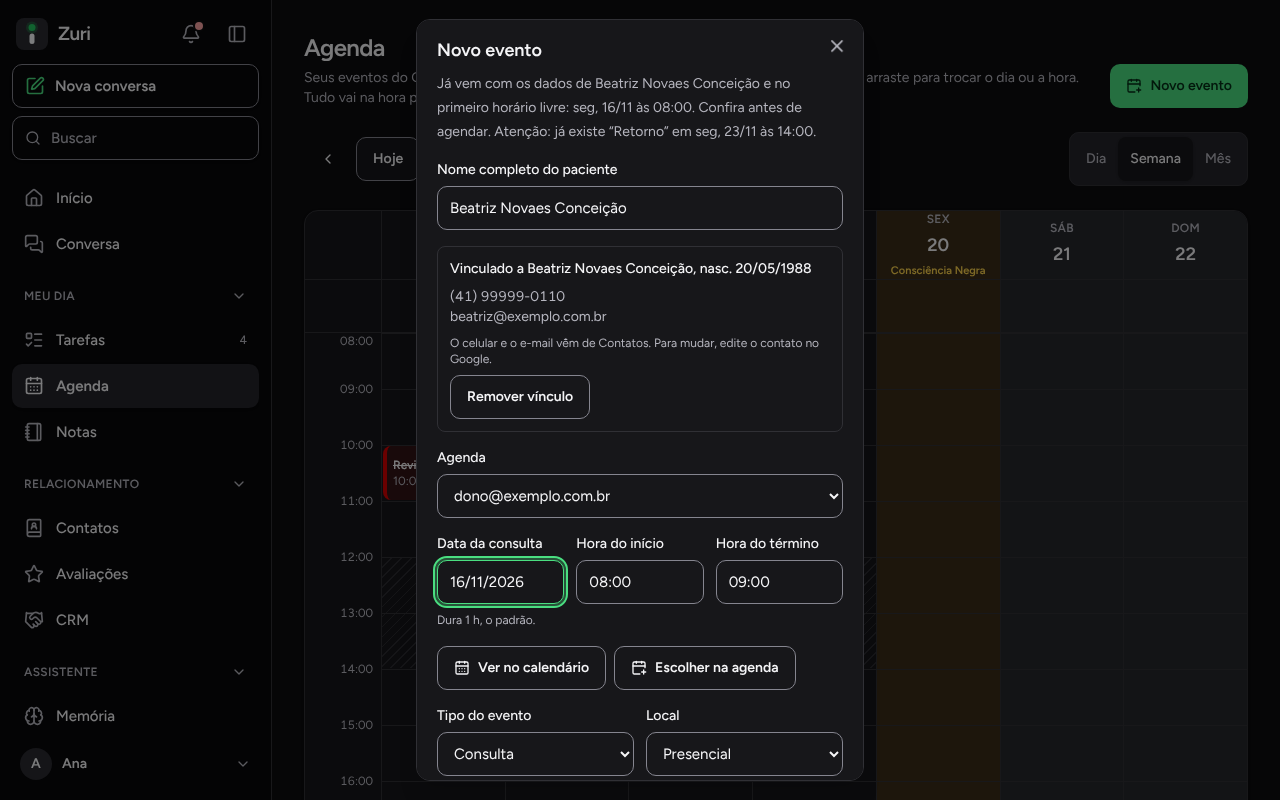 Zuri
Nova conversa
Buscar
Início
Conversa
MEU DIA
Tarefas 4
Agenda
Notas
RELACIONAMENTO
Contatos
Avaliações
CRM
ASSISTENTE
Memória
A Ana
Agenda
Seus eventos do
arraste para trocar o dia ou a hora.
Tudo vai na hora
Novo evento
Hoje
Dia Semana Mês
SEX
20
Consciência Negra
SÁB
21
DOM
22
08:00
09:00
10:00
11:00
12:00
13:00
14:00
15:00
16:00
Novo evento
Já vem com os dados de Beatriz Novaes Conceição e no
primeiro horário livre: seg, 16/11 às 08:00. Confira antes de
agendar. Atenção: já existe “Retorno” em seg, 23/11 às 14:00.
Nome completo do paciente
Beatriz Novaes Conceição
Vinculado a Beatriz Novaes Conceição, nasc. 20/05/1988
(41) 99999-0110
beatriz@exemplo.com.br
O celular e o e-mail vêm de Contatos. Para mudar, edite o contato no
Google.
Remover vínculo
Agenda
dono@exemplo.com.br
Data da consulta Hora do início Hora do término
16/11/2026 08:00 09:00
Dura 1 h, o padrão.
Ver no calendário Escolher na agenda
Tipo do evento Local
Consulta Presencial